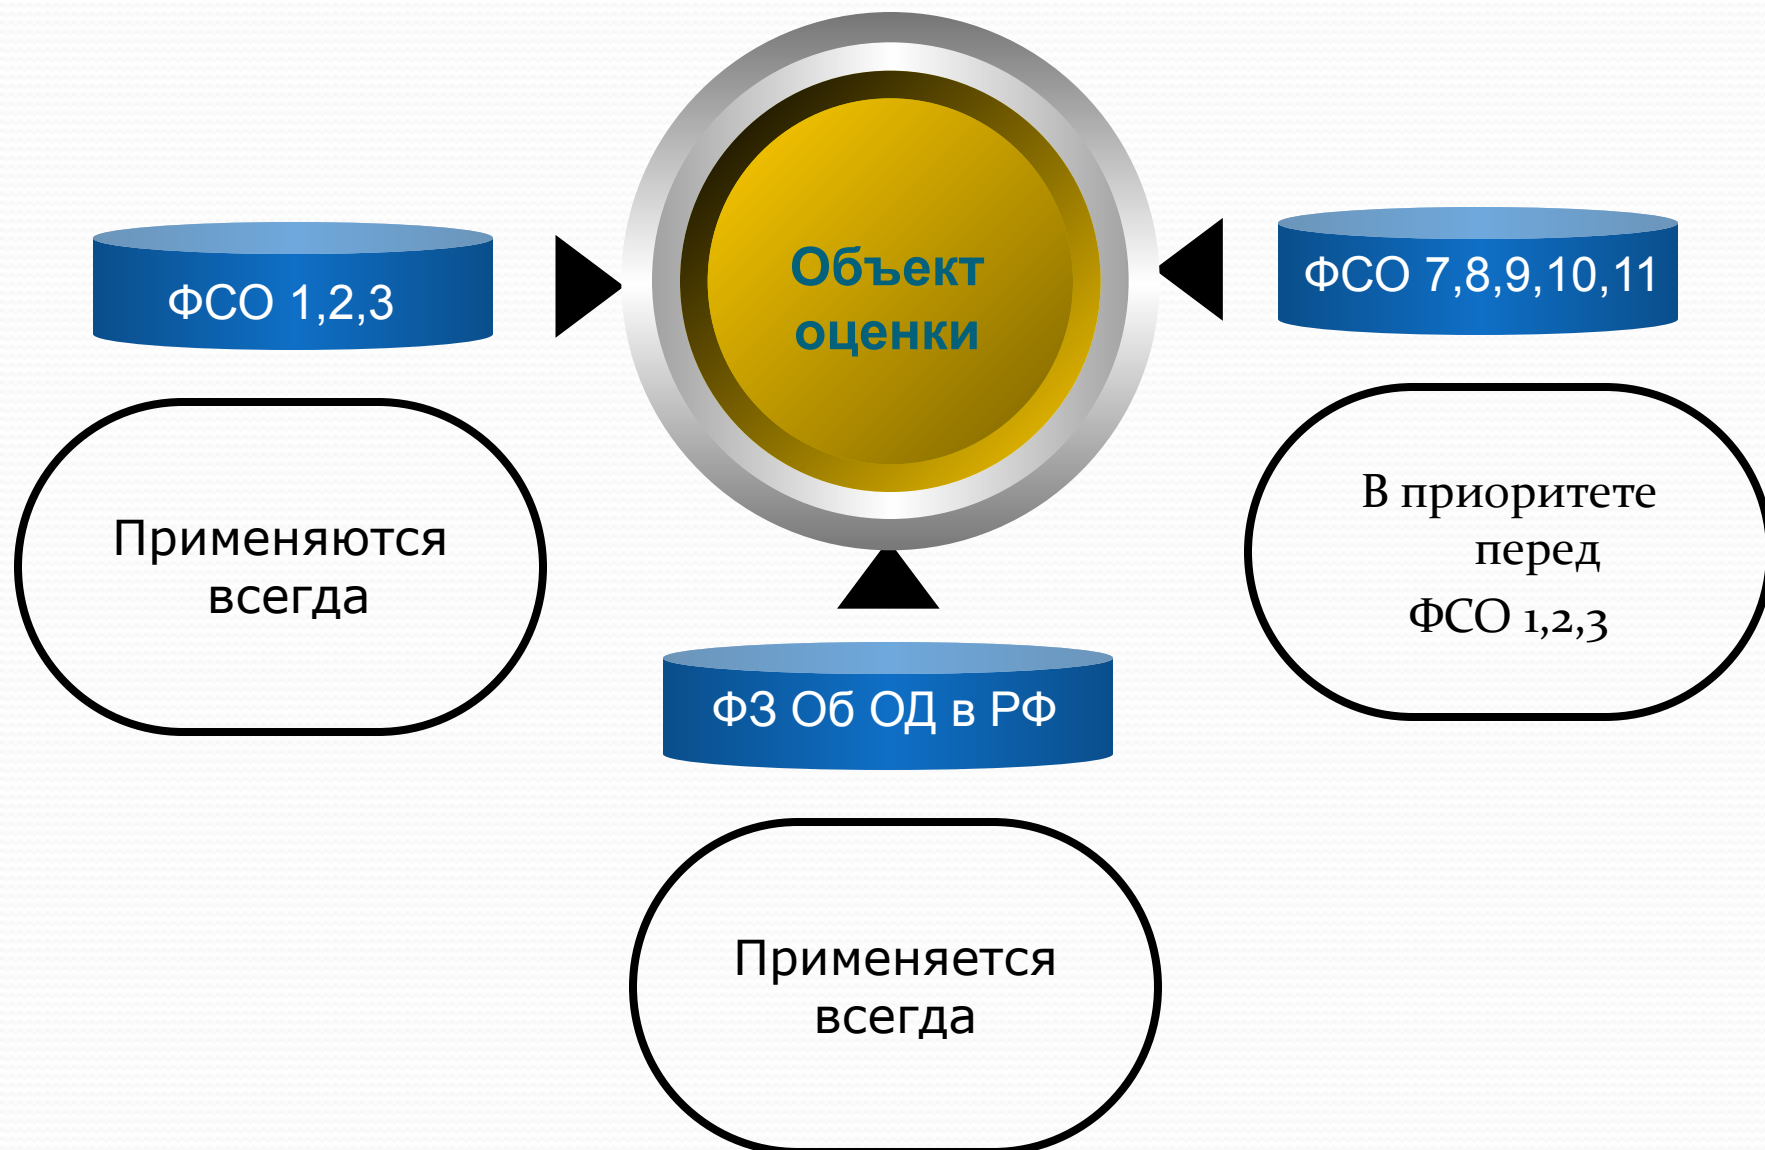 Объект
оценки
ФСО 1,2,3
Применяются
всегда
ФСО 7,8,9,10,11
В приоритете
перед
ФСО 1,2,3
ФЗ Об ОД в РФ
Применяется
всегда